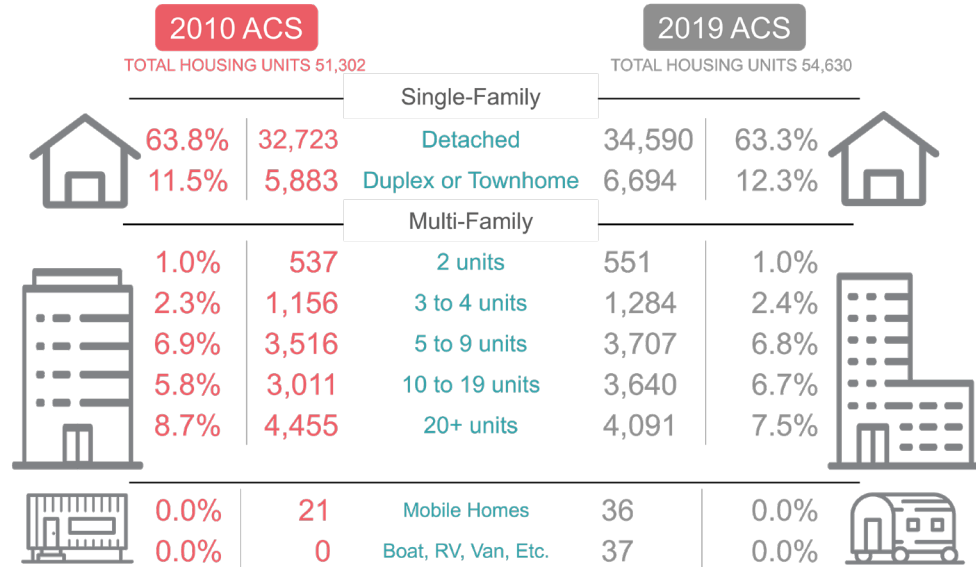 2010 ACS 2019 ACS
TOTAL HOUSING UNITS 51,302 TOTAL HOUSING UNITS 54,630
Single-Family
63.8% 32,723 Detached 34,590 63.3%
11.5% 5,883 Duplex or Townhome 6,694 12.3%
Multi-Family
1.0% 537 2 units 551 1.0%
2.3% 1,156 3 to 4 units 1,284 2.4%
6.9% 3,516 5 to 9 units 3,707 6.8%
5.8% 3,011 10 to 19 units 3,640 6.7%
8.7% 4,455 20+ units 4,091 7.5%
0.0% 21 Mobile Homes 36 0.0%
0.0% 0 Boat, RV, Van, Etc. 37 0.0%